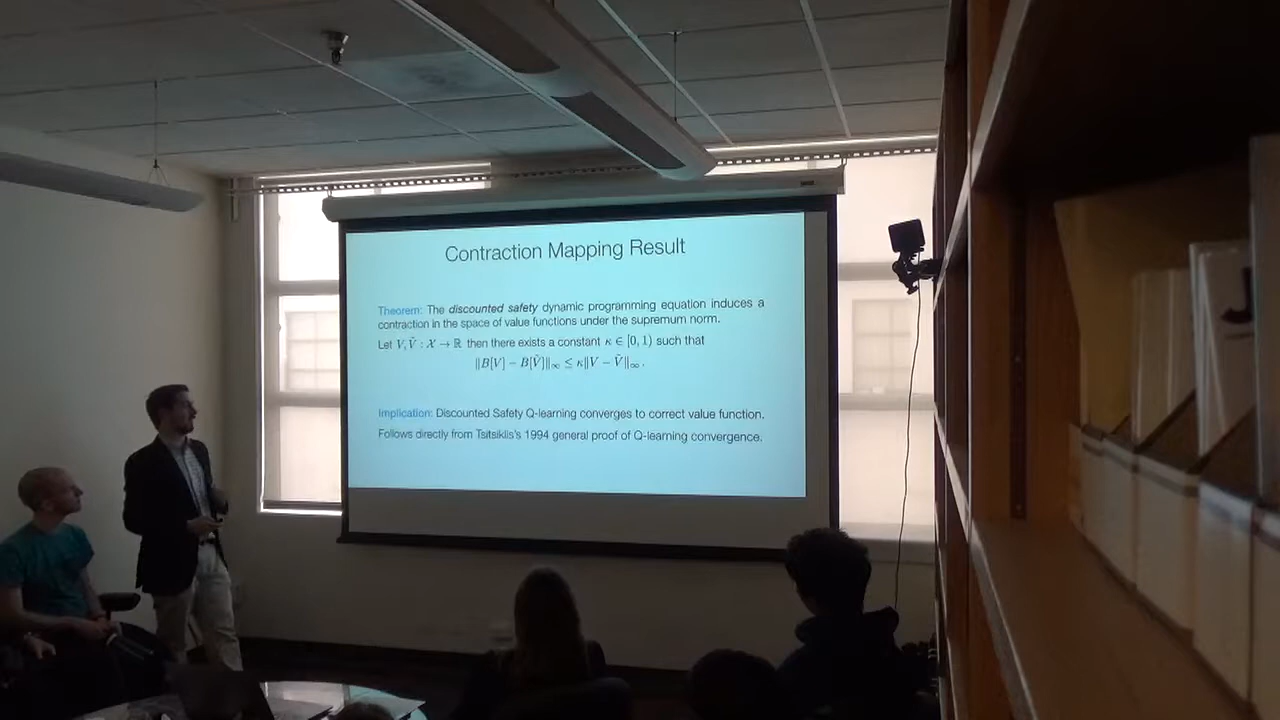 Contraction Mapping Result
Theorem: The discounted safety dynamic programming equation induces a
contraction in the space of value functions under the supremum norm.
Let V, Ṽ : 𝒳 → ℝ then there exists a constant κ ∈ [0, 1) such that
‖B[V] − B[Ṽ]‖∞ ≤ κ‖V − Ṽ‖∞.
Implication: Discounted Safety Q-learning converges to correct value function.
Follows directly from Tsitsiklis's 1994 general proof of Q-learning convergence.